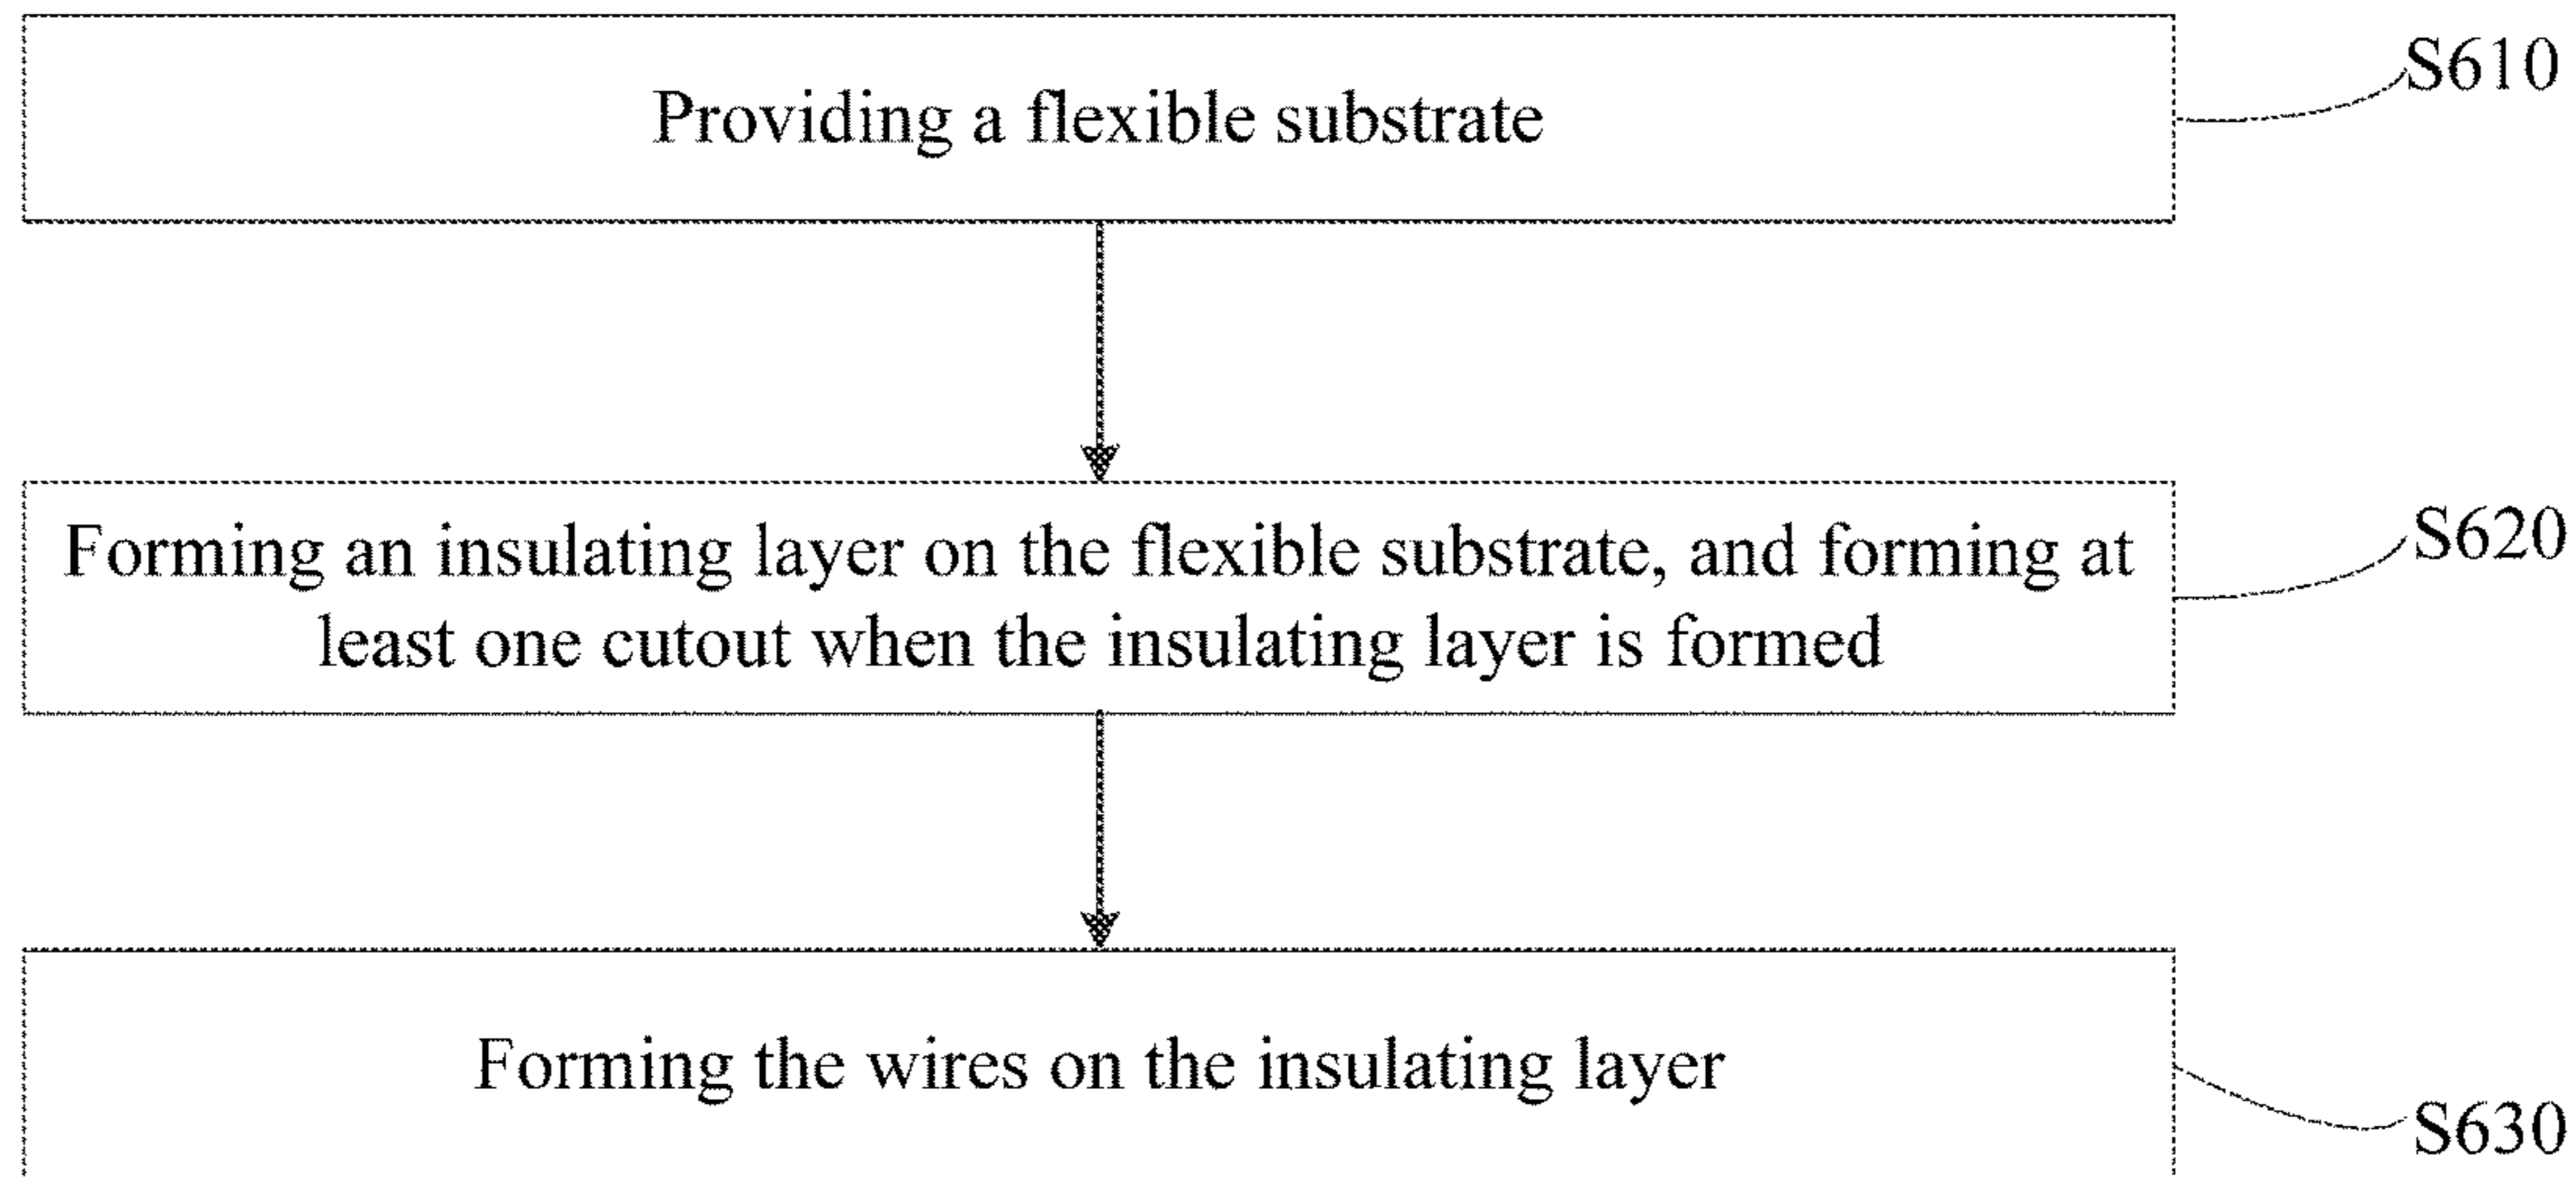 Providing a flexible substrate
S610
Forming an insulating layer on the flexible substrate, and forming at
least one cutout when the insulating layer is formed
S620
Forming the wires on the insulating layer
S630